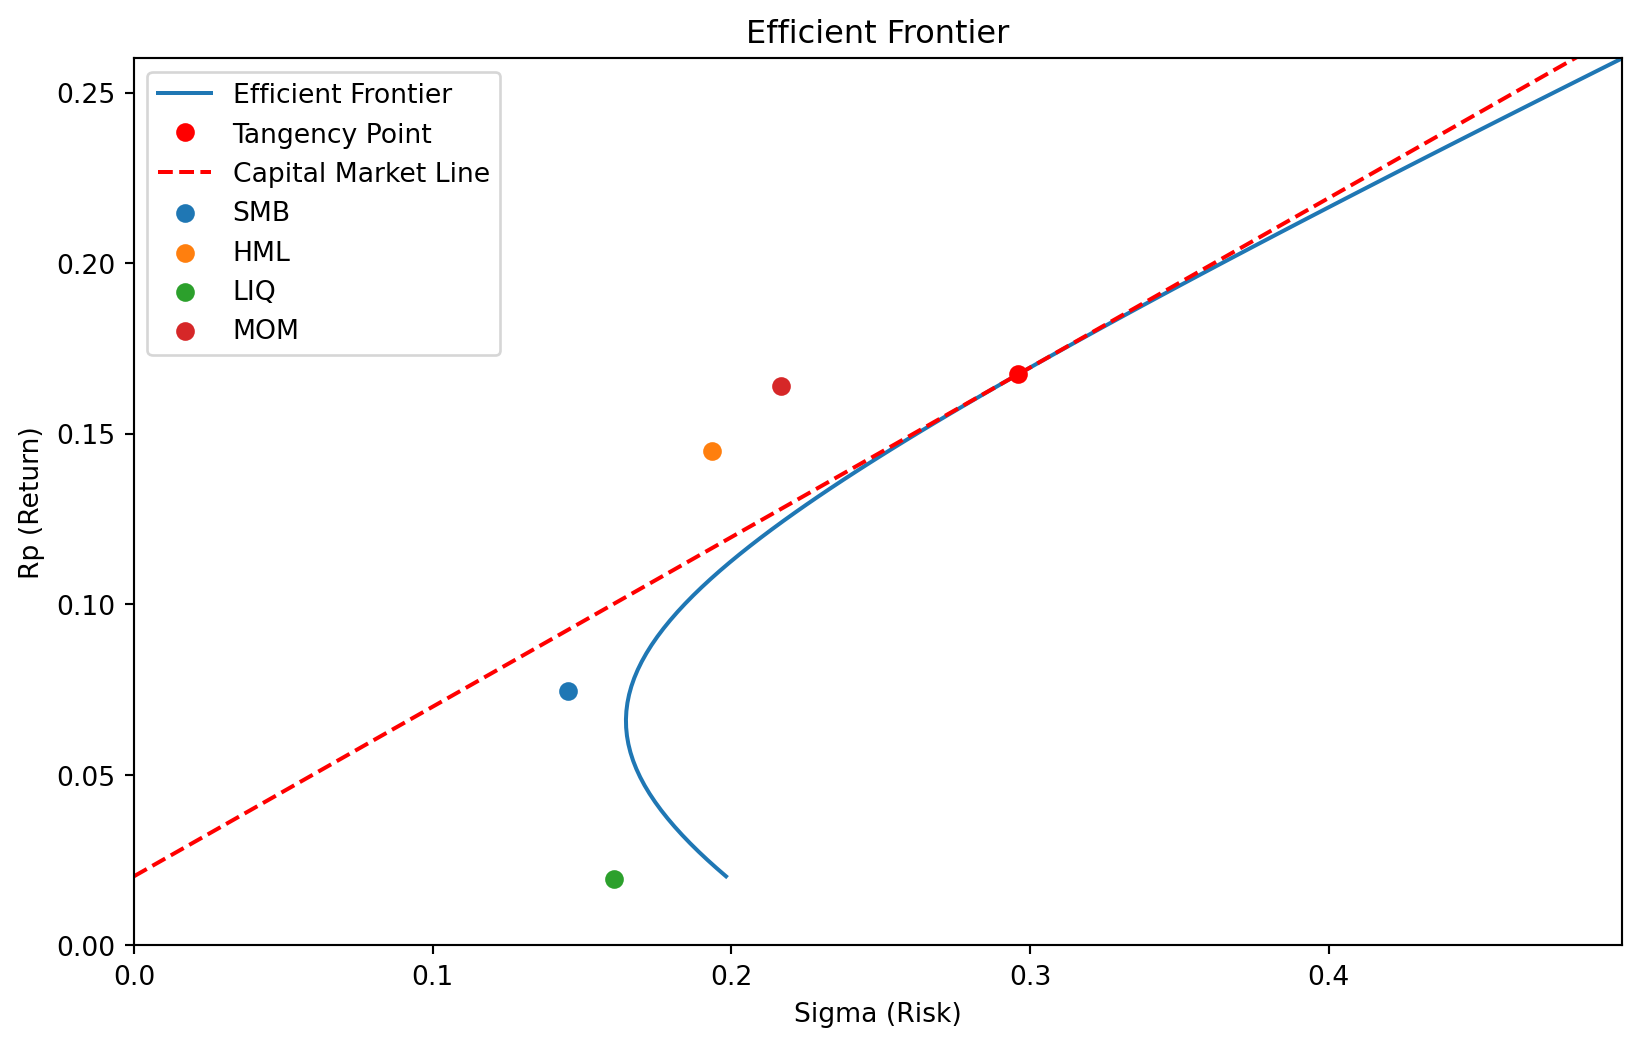 Efficient Frontier
Efficient Frontier
Tangency Point
Capital Market Line
SMB
HML
LIQ
MOM
0.25
0.20
0.15
0.10
0.05
0.00
Rp (Return)
0.0 0.1 0.2 0.3 0.4
Sigma (Risk)